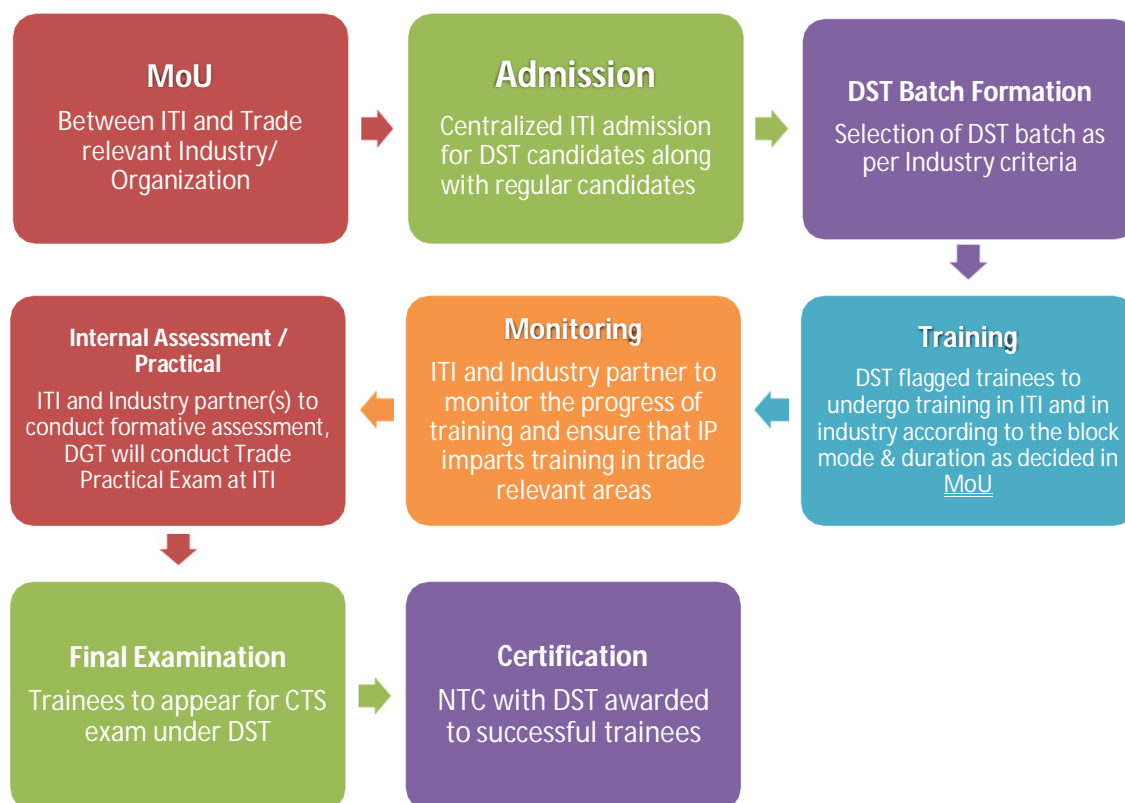 MoU
Between ITI and Trade
relevant Industry/
Organization
Admission
Centralized ITI admission
for DST candidates along
with regular candidates
DST Batch Formation
Selection of DST batch as
per Industry criteria
Training
DST flagged trainees to
undergo training in ITI and in
industry according to the block
mode & duration as decided in
MoU
Monitoring
ITI and Industry partner to
monitor the progress of
training and ensure that IP
imparts training in trade
relevant areas
Internal Assessment /
Practical
ITI and Industry partner(s) to
conduct formative assessment,
DGT will conduct Trade
Practical Exam at ITI
Final Examination
Trainees to appear for CTS
exam under DST
Certification
NTC with DST awarded
to successful trainees